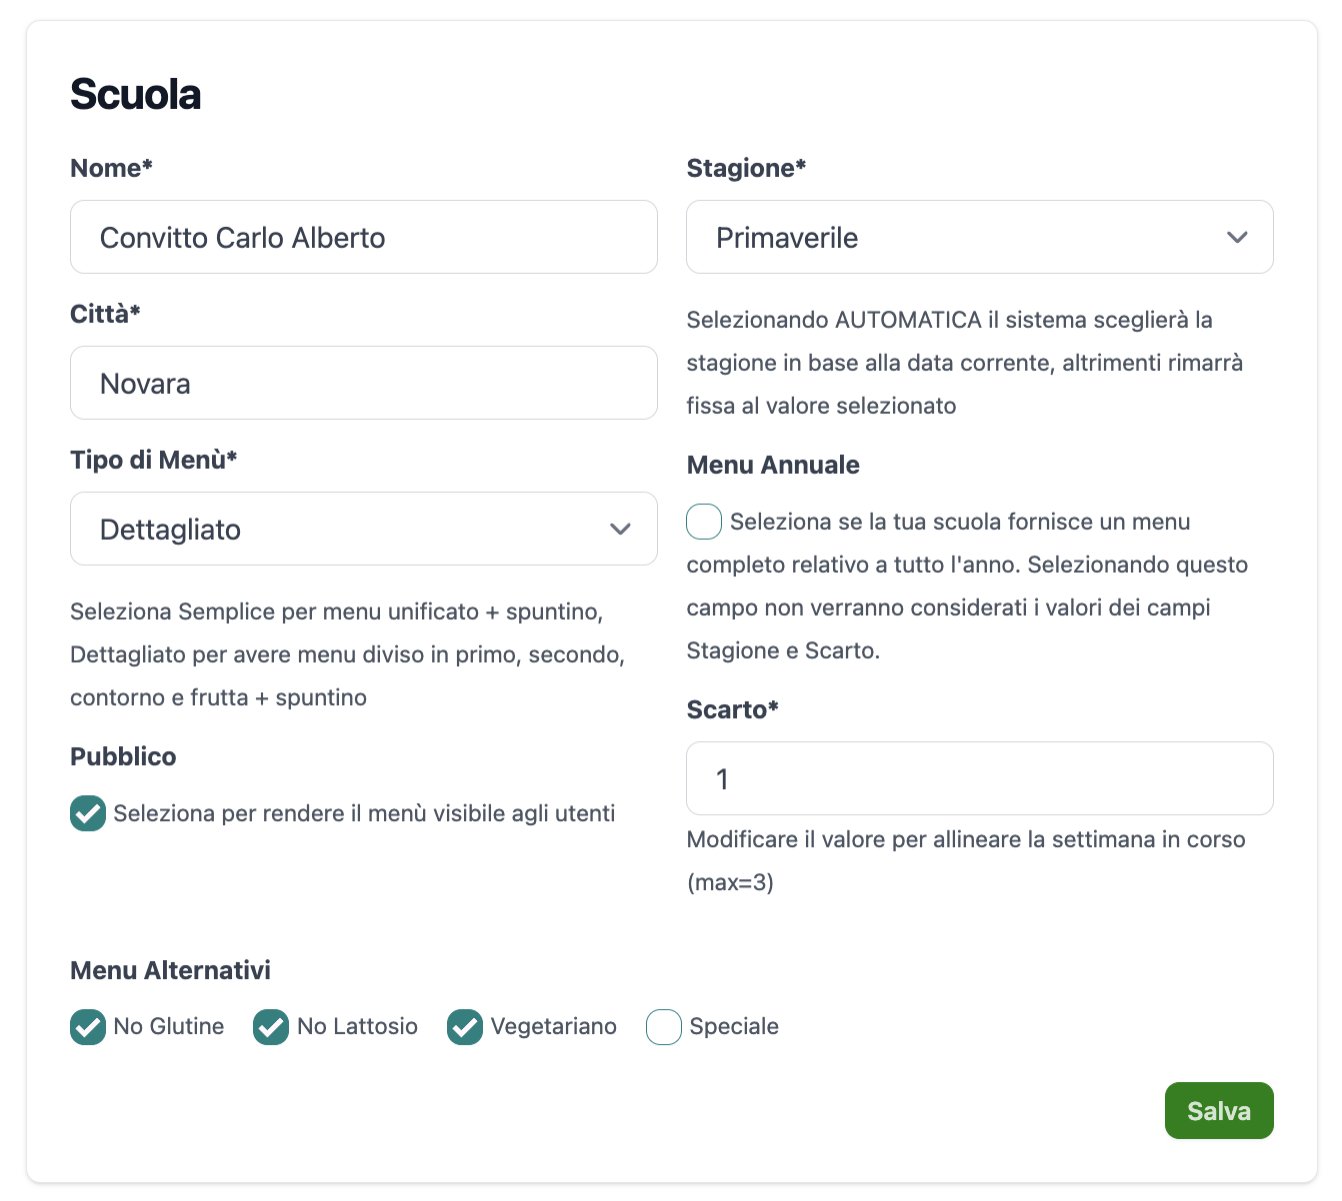 Scuola
Nome*
Convitto Carlo Alberto
Città*
Novara
Tipo di Menù*
Dettagliato
Seleziona Semplice per menu unificato + spuntino,
Dettagliato per avere menu diviso in primo, secondo,
contorno e frutta + spuntino
Pubblico
Seleziona per rendere il menù visibile agli utenti
Stagione*
Primaverile
Selezionando AUTOMATICA il sistema sceglierà la
stagione in base alla data corrente, altrimenti rimarrà
fissa al valore selezionato
Menu Annuale
Seleziona se la tua scuola fornisce un menu
completo relativo a tutto l'anno. Selezionando questo
campo non verranno considerati i valori dei campi
Stagione e Scarto.
Scarto*
1
Modificare il valore per allineare la settimana in corso
(max=3)
Menu Alternativi
No Glutine No Lattosio Vegetariano Speciale
Salva